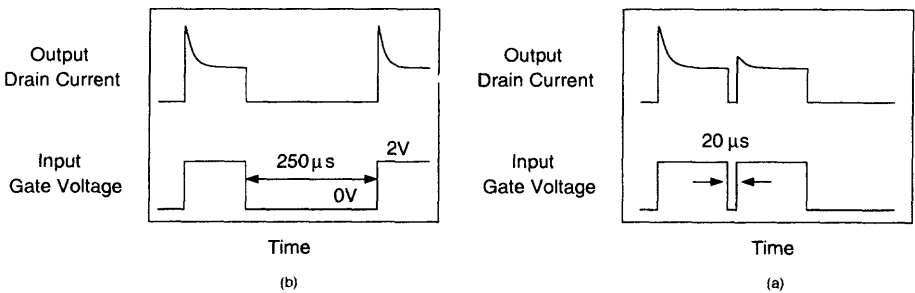 Output
Drain Current
Input
Gate Voltage
250 μs
2V
0V
Time
(b)
Output
Drain Current
Input
Gate Voltage
20 μs
Time
(a)